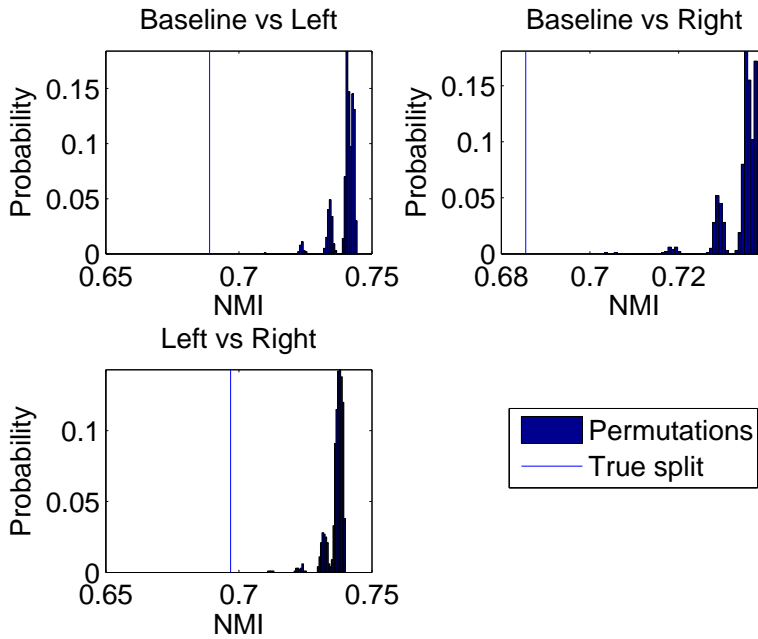 Baseline vs Left
Probability
0.15
0.1
0.05
0
0.65
0.7
0.75
NMI
Baseline vs Right
Probability
0.15
0.1
0.05
0
0.68
0.7
0.72
NMI
Left vs Right
Probability
0.1
0.05
0
0.65
0.7
0.75
NMI
Permutations
True split